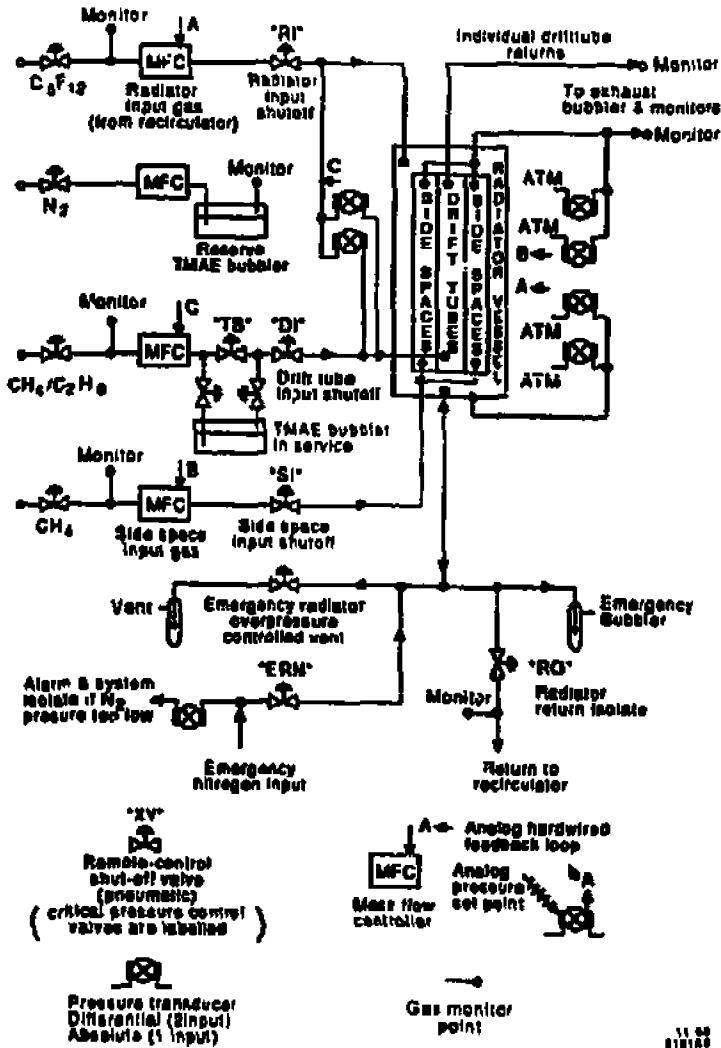 Monitor
A
"RI"
MFC
C5F12
Radiator
input gas
(from recirculator)
Radiator
input
shutoff
Individual drifttube
returns
Monitor
To exhaust
bubbler & monitors
Monitor
MFC
Monitor
N2
Reserve
TMAE bubbler
C
SIDE SPACES
DRIFT TUBES
SIDE SPACES
RADIATOR VESSEL
ATM
ATM
B
A
ATM
ATM
Monitor
C
"TB"
"DI"
MFC
CH4/C2H6
Drift tube
input shutoff
TMAE bubbler
in service
Monitor
B
"SI"
MFC
CH4
Side space
input gas
Side space
input shutoff
Vent
Emergency radiator
overpressure
controlled vent
Emergency
Bubbler
"ERN"
Alarm & system
isolate if N2
pressure too low
"RO"
Radiator
return isolate
Monitor
Emergency
nitrogen input
Return to
recirculator
"XY"
Remote-control
shut-off valve
(pneumatic)
(critical pressure control
valves are labelled)
A
Analog hardwired
feedback loop
MFC
Mass flow
controller
Analog
pressure
set point
A
Pressure transducer
Differential (2 input)
Absolute (1 input)
Gas monitor
point